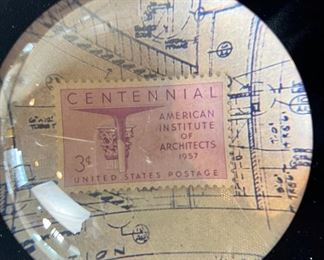 CENTENNIAL
AMERICAN
INSTITUTE
OF
ARCHITECTS
1957
3¢
UNITED STATES POSTAGE